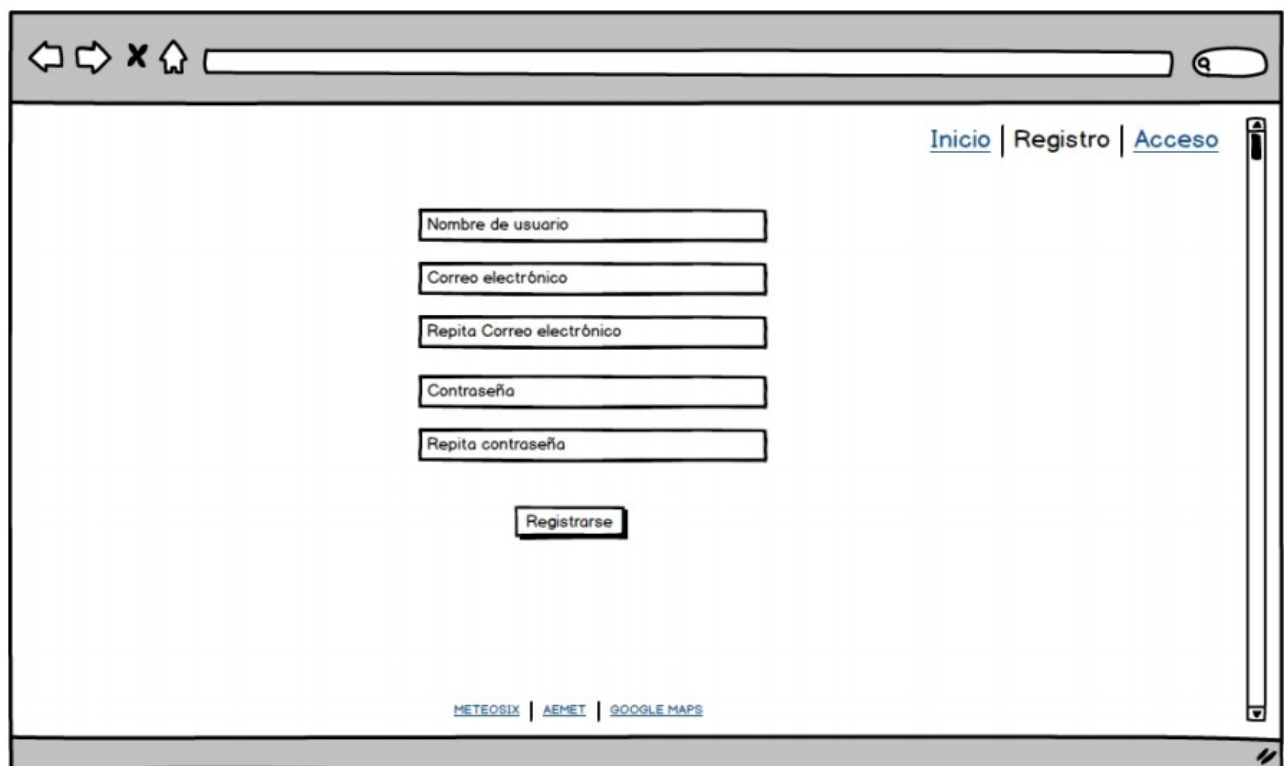 Inicio | Registro | Acceso
Nombre de usuario
Correo electrónico
Repita Correo electrónico
Contraseña
Repita contraseña
Registrarse
METEOSIX | AEMET | GOOGLE MAPS